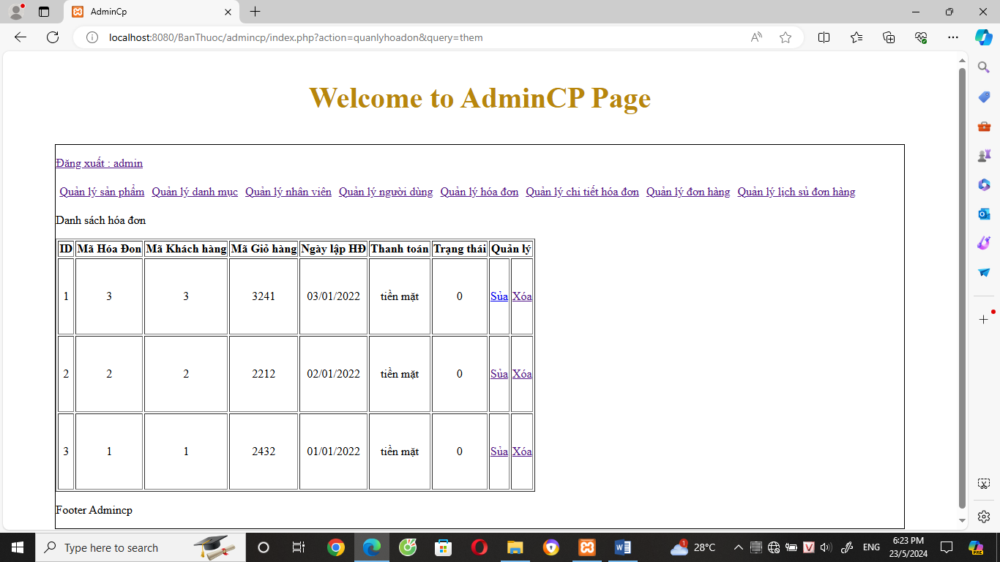 AdminCp
localhost:8080/BanThuoc/admincp/index.php?action=quanlyhoadon&query=them
Welcome to AdminCP Page
Đăng xuất : admin
Quản lý sản phẩm Quản lý danh mục Quản lý nhân viên Quản lý người dùng Quản lý hóa đơn Quản lý chi tiết hóa đơn Quản lý đơn hàng Quản lý lịch sủ đơn hàng
Danh sách hóa đơn
ID Mã Hóa Đon Mã Khách hàng Mã Giỏ hàng Ngày lập HĐ Thanh toán Trạng thái Quản lý
1 3 3 3241 03/01/2022 tiền mặt 0 Sủa Xóa
2 2 2 2212 02/01/2022 tiền mặt 0 Sủa Xóa
3 1 1 2432 01/01/2022 tiền mặt 0 Sủa Xóa
Footer Admincp
Type here to search
28°C
ENG
6:23 PM
23/5/2024